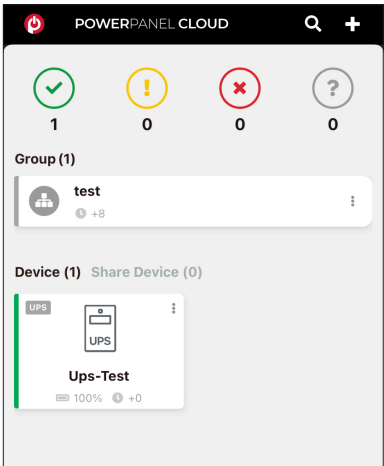 POWERPANEL CLOUD
1 0 0 0
Group (1)
test
+8
Device (1) Share Device (0)
UPS
UPS
Ups-Test
100% +0